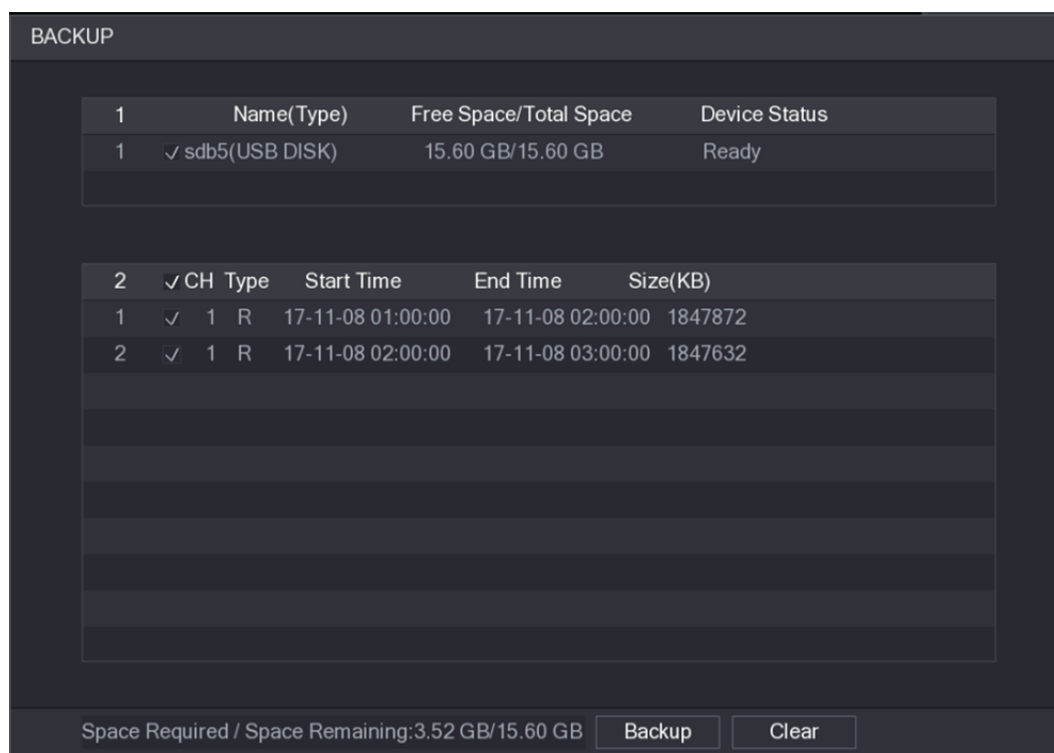 BACKUP
1 Name(Type) Free Space/Total Space Device Status
1 sdb5(USB DISK) 15.60 GB/15.60 GB Ready
2 CH Type Start Time End Time Size(KB)
1 1 R 17-11-08 01:00:00 17-11-08 02:00:00 1847872
2 1 R 17-11-08 02:00:00 17-11-08 03:00:00 1847632
Space Required / Space Remaining:3.52 GB/15.60 GB Backup Clear